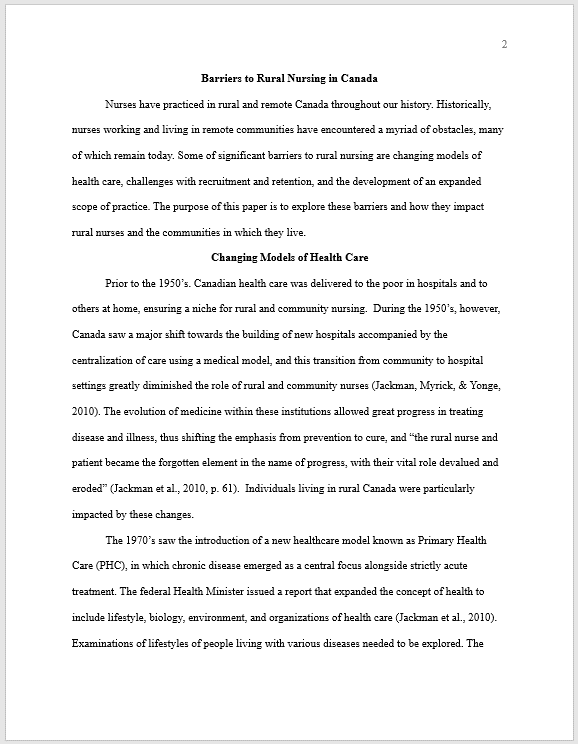 2
Barriers to Rural Nursing in Canada
Nurses have practiced in rural and remote Canada throughout our history. Historically,
nurses working and living in remote communities have encountered a myriad of obstacles, many
of which remain today. Some of significant barriers to rural nursing are changing models of
health care, challenges with recruitment and retention, and the development of an expanded
scope of practice. The purpose of this paper is to explore these barriers and how they impact
rural nurses and the communities in which they live.
Changing Models of Health Care
Prior to the 1950’s. Canadian health care was delivered to the poor in hospitals and to
others at home, ensuring a niche for rural and community nursing.  During the 1950’s, however,
Canada saw a major shift towards the building of new hospitals accompanied by the
centralization of care using a medical model, and this transition from community to hospital
settings greatly diminished the role of rural and community nurses (Jackman, Myrick, & Yonge,
2010). The evolution of medicine within these institutions allowed great progress in treating
disease and illness, thus shifting the emphasis from prevention to cure, and “the rural nurse and
patient became the forgotten element in the name of progress, with their vital role devalued and
eroded” (Jackman et al., 2010, p. 61).  Individuals living in rural Canada were particularly
impacted by these changes.
The 1970’s saw the introduction of a new healthcare model known as Primary Health
Care (PHC), in which chronic disease emerged as a central focus alongside strictly acute
treatment. The federal Health Minister issued a report that expanded the concept of health to
include lifestyle, biology, environment, and organizations of health care (Jackman et al., 2010).
Examinations of lifestyles of people living with various diseases needed to be explored. The